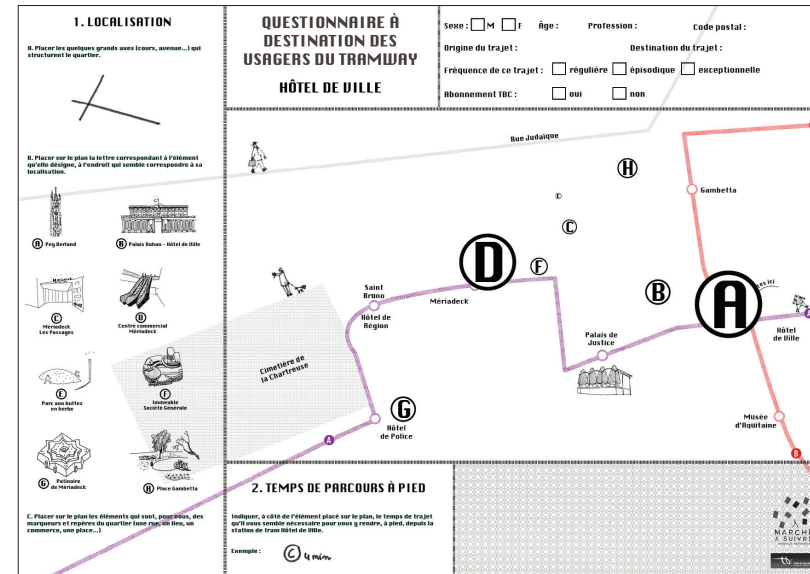 1. LOCALISATION
A. Placer les quelques grands axes (cours, avenue...) qui
structurent le quartier.
B. Placer sur le plan la lettre correspondant à l'élément
qu'elle désigne, à l'endroit qui semble correspondre à sa
localisation.
A Pey Berland
B Palais Rohan - Hôtel de Ville
Mériadeck
C Mériadeck
Les Passages
D
Centre commercial
Mériadeck
E
Parc aux buttes
en herbe
F
Immeuble
Société Générale
G Patinoire
de Mériadeck
H Place Gambetta
C. Placer sur le plan les éléments qui sont, pour vous, des
marqueurs et repères du quartier (une rue, un lieu, un
commerce, une place...)
QUESTIONNAIRE À
DESTINATION DES
USAGERS DU TRAMWAY
HÔTEL DE VILLE
Sexe : M F Âge : Profession : Code postal :
Origine du trajet : Destination du trajet :
Fréquence de ce trajet : régulière épisodique exceptionnelle
Abonnement TBC : oui non
Rue Judaïque
H
Gambetta
E
C
D
F
Saint
Bruno
Mériadeck
B
A
es ici
Hôtel de
Région
Palais de
Justice
Hôtel
de Ville
A
Cimetière de
la Chartreuse
G
Hôtel
de Police
A
Musée
d'Aquitaine
B
2. TEMPS DE PARCOURS À PIED
Indiquer, à côté de l'élément placé sur le plan, le temps de trajet
qu'il vous semble nécessaire pour vous y rendre, à pied, depuis la
station de tram Hôtel de Ville.
Exemple : C 4 min
MARCHE
À SUIVRE